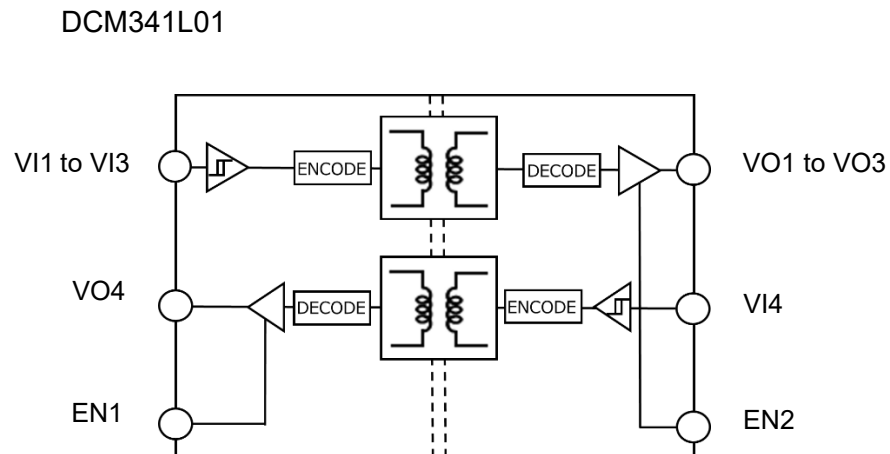 DCM341L01
VI1 to VI3
ENCODE
DECODE
VO1 to VO3
VO4
DECODE
ENCODE
VI4
EN1
EN2